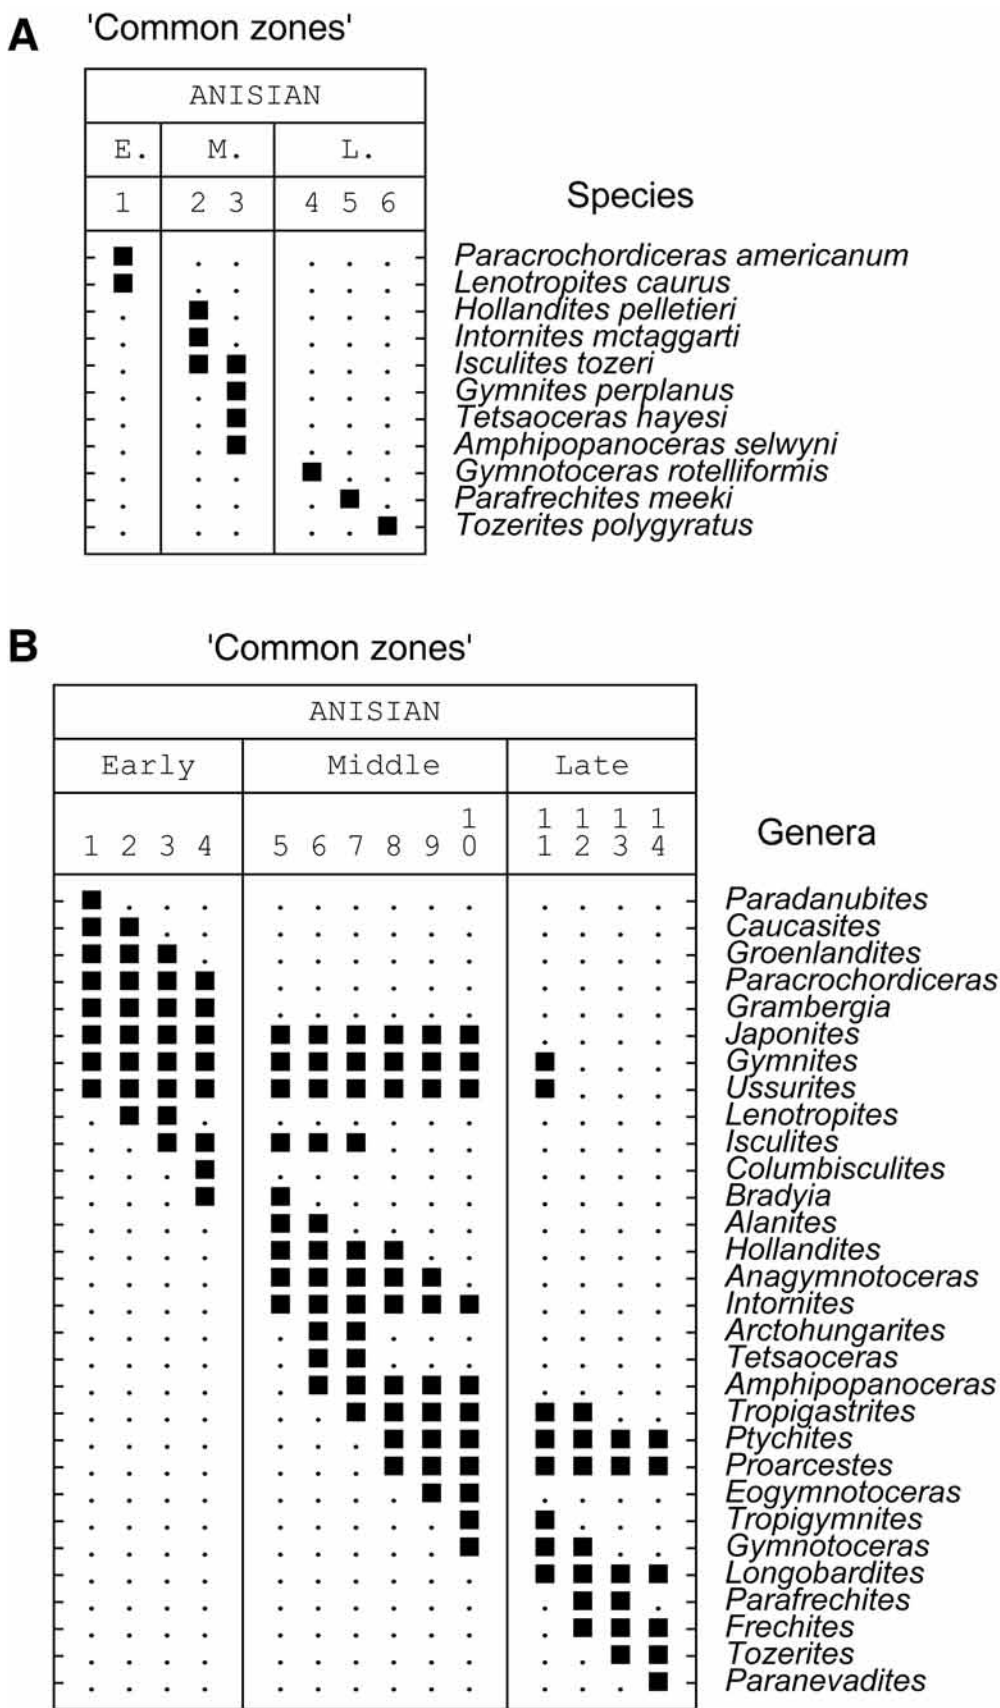 A 'Common zones'
ANISIAN
E. M. L.
1 2 3 4 5 6 Species
Paracrochordiceras americanum
Lenotropites caurus
Hollandites pelletieri
Intornites mctaggarti
Isculites tozeri
Gymnites perplanus
Tetsaoceras hayesi
Amphipopanoceras selwyni
Gymnotoceras rotelliformis
Parafrechites meeki
Tozerites polygyratus
B 'Common zones'
ANISIAN
Early Middle Late
1 2 3 4 5 6 7 8 9 10 11 12 13 14 Genera
Paradanubites
Caucasites
Groenlandites
Paracrochordiceras
Grambergia
Japonites
Gymnites
Ussurites
Lenotropites
Isculites
Columbisculites
Bradyia
Alanites
Hollandites
Anagymnotoceras
Intornites
Arctohungarites
Tetsaoceras
Amphipopanoceras
Tropigastrites
Ptychites
Proarcestes
Eogymnotoceras
Tropigymnites
Gymnotoceras
Longobardites
Parafrechites
Frechites
Tozerites
Paranevadites